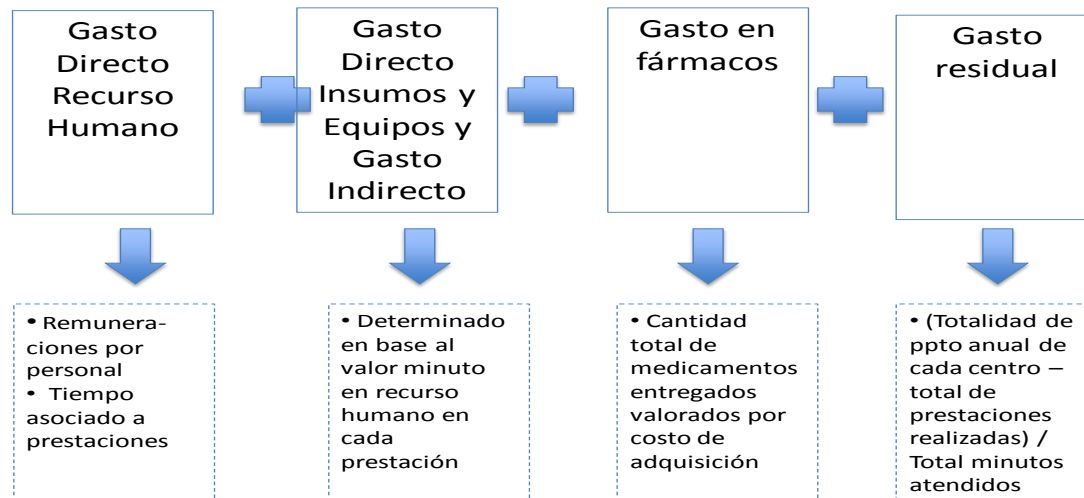 Gasto
Directo
Recurso
Humano
Gasto
Directo
Insumos y
Equipos y
Gasto
Indirecto
Gasto en
fármacos
Gasto
residual
• Remunera-
ciones por
personal
• Tiempo
asociado a
prestaciones
• Determinado
en base al
valor minuto
en recurso
humano en
cada
prestación
• Cantidad
total de
medicamentos
entregados
valorados por
costo de
adquisición
• (Totalidad de
ppto anual de
cada centro –
total de
prestaciones
realizadas) /
Total minutos
atendidos